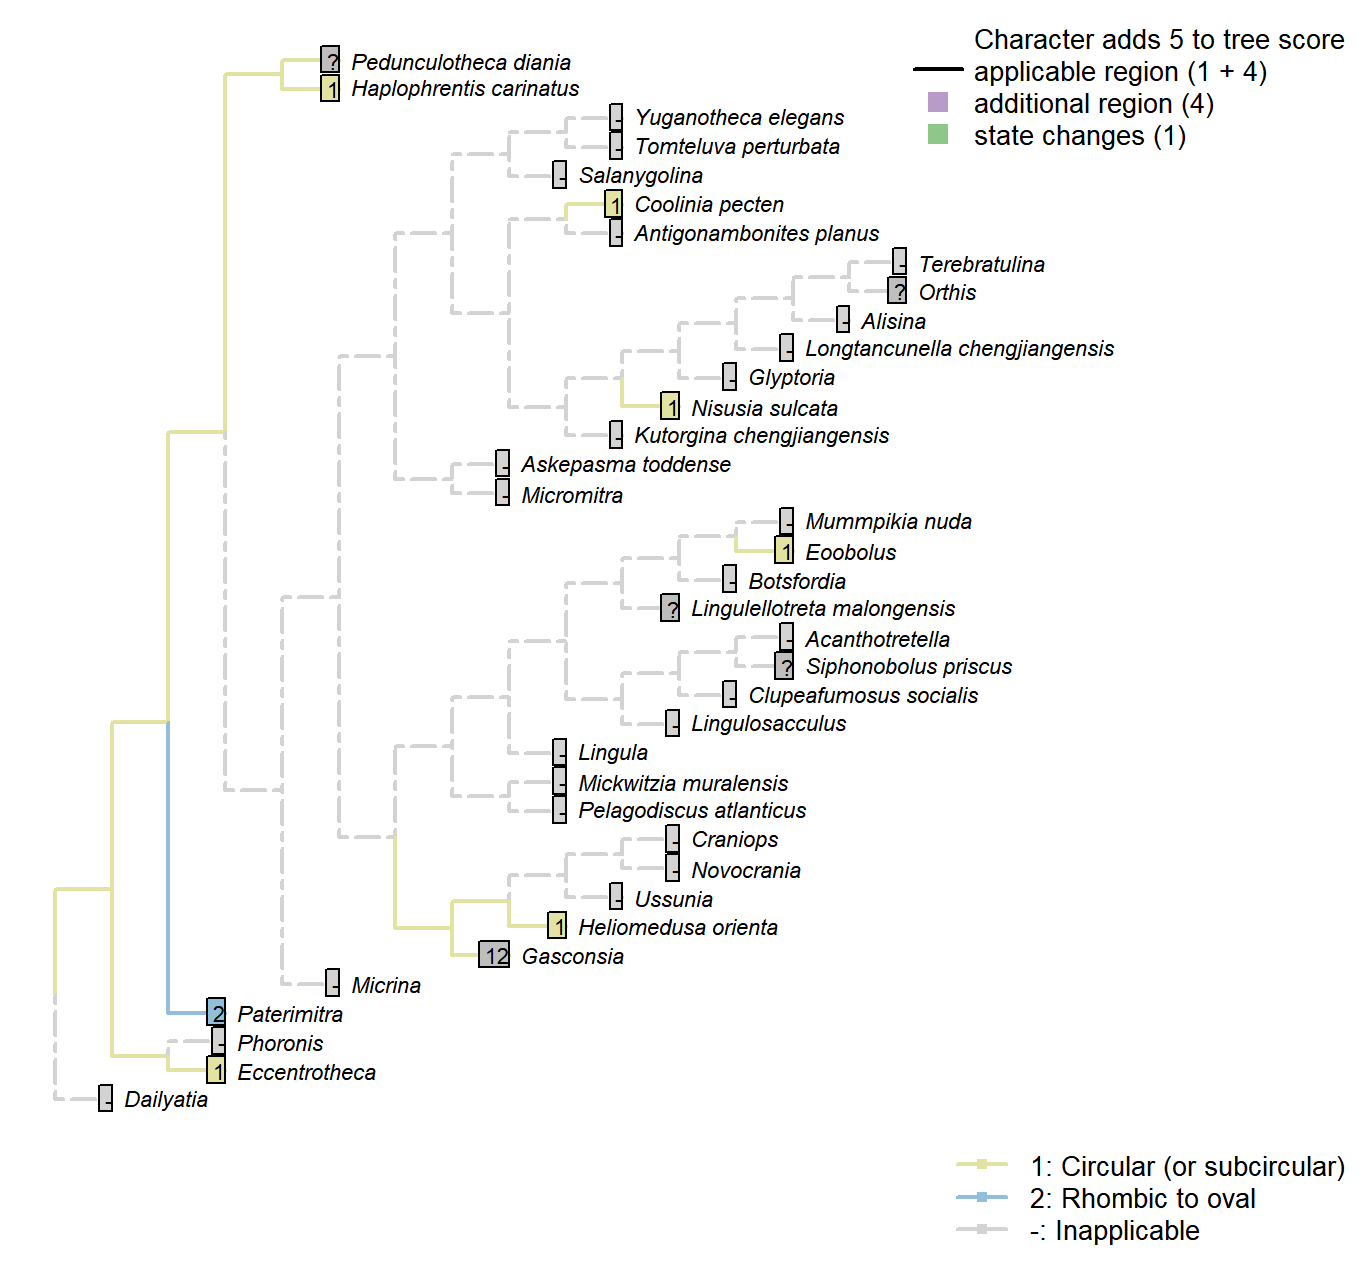 Character adds 5 to tree score
applicable region (1 + 4)
additional region (4)
state changes (1)
? Pedunculotheca diania
1 Haplophrentis carinatus
- Yuganotheca elegans
- Tomteluva perturbata
- Salanygolina
1 Coolinia pecten
- Antigonambonites planus
- Terebratulina
? Orthis
- Alisina
- Longtancunella chengjiangensis
- Glyptoria
1 Nisusia sulcata
- Kutorgina chengjiangensis
- Askepasma toddense
- Micromitra
- Mummpikia nuda
1 Eoobolus
- Botsfordia
? Lingulellotreta malongensis
- Acanthotretella
? Siphonobolus priscus
- Clupeafumosus socialis
- Lingulosacculus
- Lingula
- Mickwitzia muralensis
- Pelagodiscus atlanticus
- Craniops
- Novocrania
- Ussunia
1 Heliomedusa orienta
12 Gasconsia
- Micrina
2 Paterimitra
- Phoronis
1 Eccentrotheca
- Dailyatia
1: Circular (or subcircular)
2: Rhombic to oval
-: Inapplicable